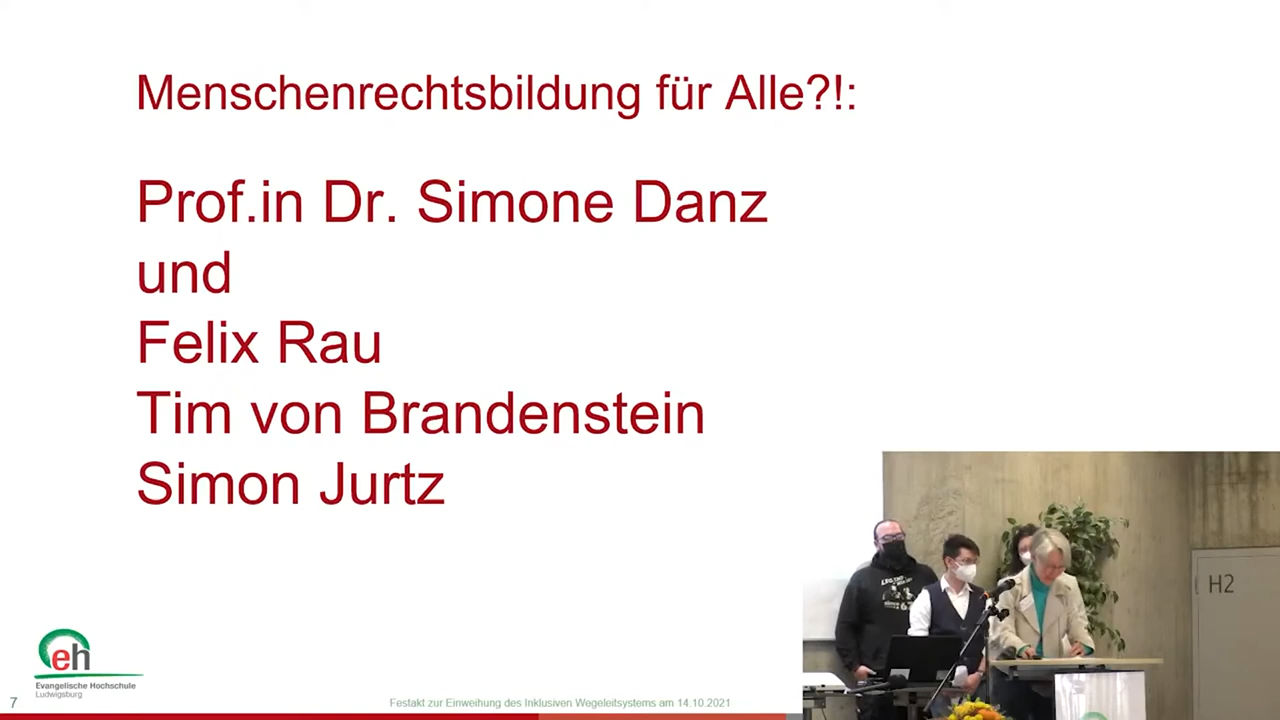 Menschenrechtsbildung für Alle?!:
Prof.in Dr. Simone Danz
und
Felix Rau
Tim von Brandenstein
Simon Jurtz
H2
eh
Evangelische Hochschule
Ludwigsburg
7
Festakt zur Einweihung des Inklusiven Wegeleitsystems am 14.10.2021